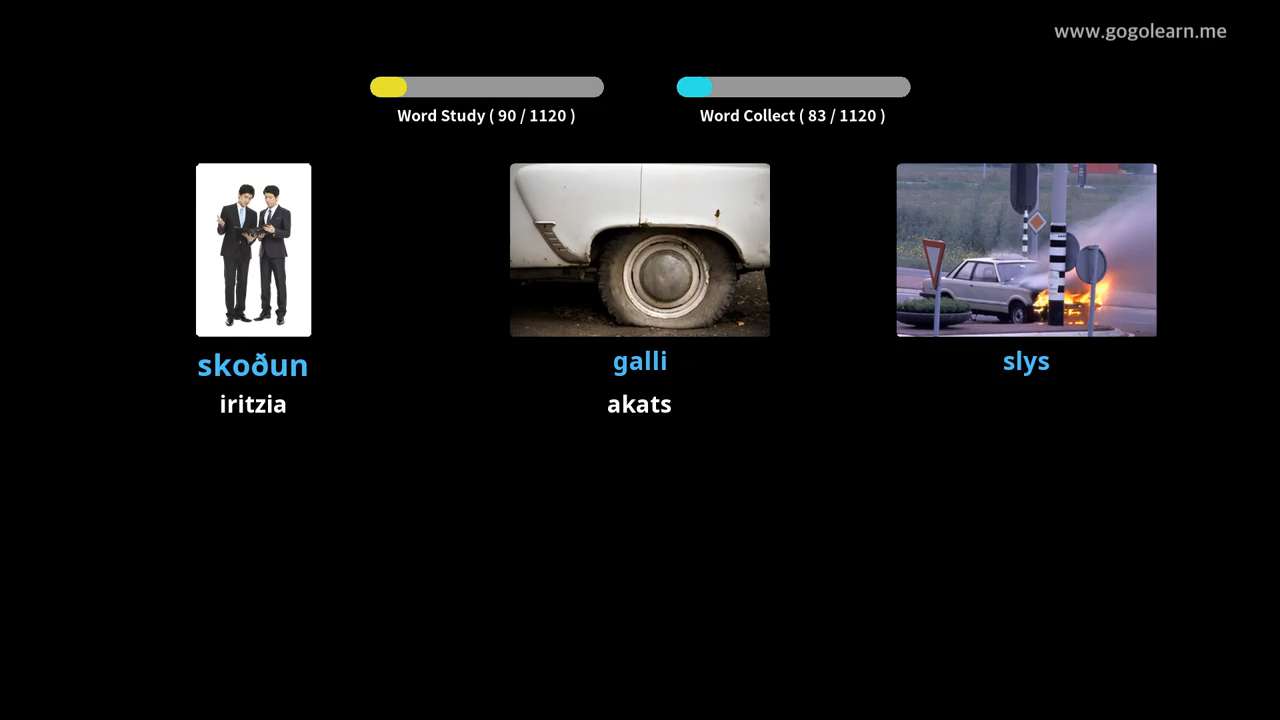 www.gogolearn.me
Word Study ( 90 / 1120 )
Word Collect ( 83 / 1120 )
skoðun
galli
slys
iritzia
akats